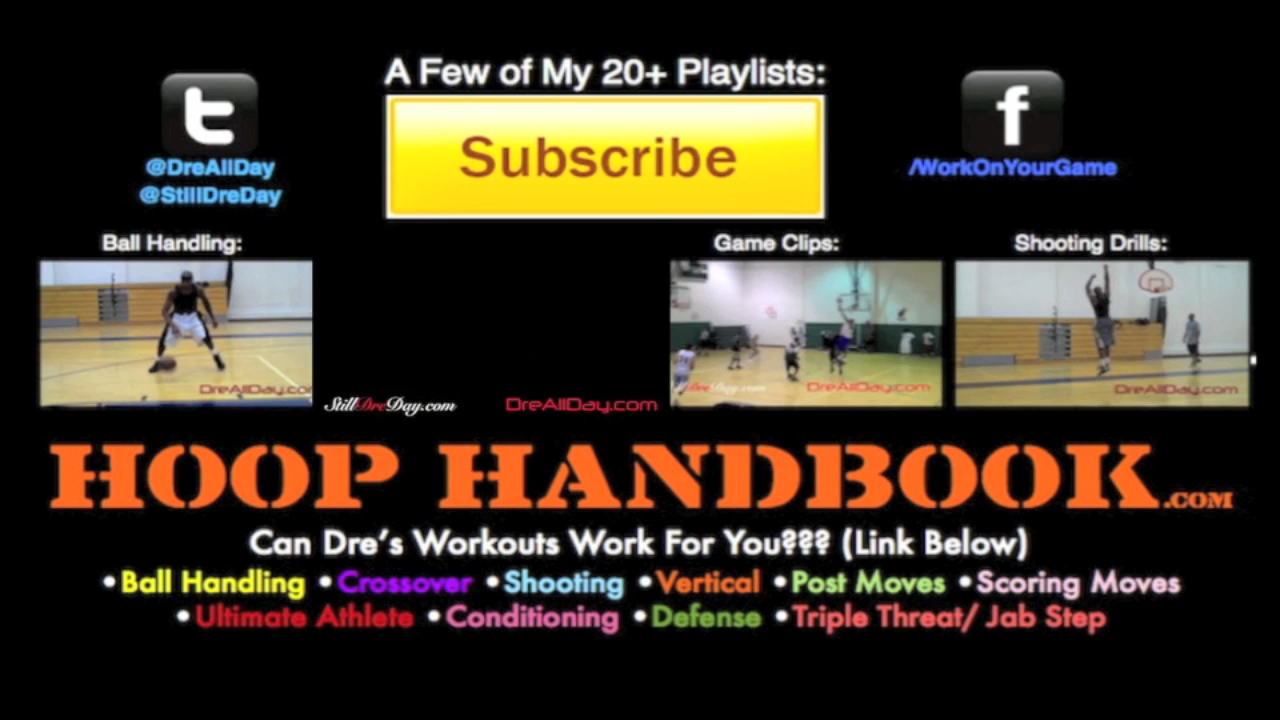 A Few of My 20+ Playlists:
Subscribe
@DreAllDay
@StillDreDay
/WorkOnYourGame
Ball Handling:
Game Clips:
Shooting Drills:
DreAllDay.com
StillDreDay.com
DreAllDay.com
StillDreDay.com
DreAllDay.com
DreAllDay.com
HOOP HANDBOOK.COM
Can Dre's Workouts Work For You??? (Link Below)
•Ball Handling •Crossover •Shooting •Vertical •Post Moves •Scoring Moves
•Ultimate Athlete •Conditioning •Defense •Triple Threat/ Jab Step